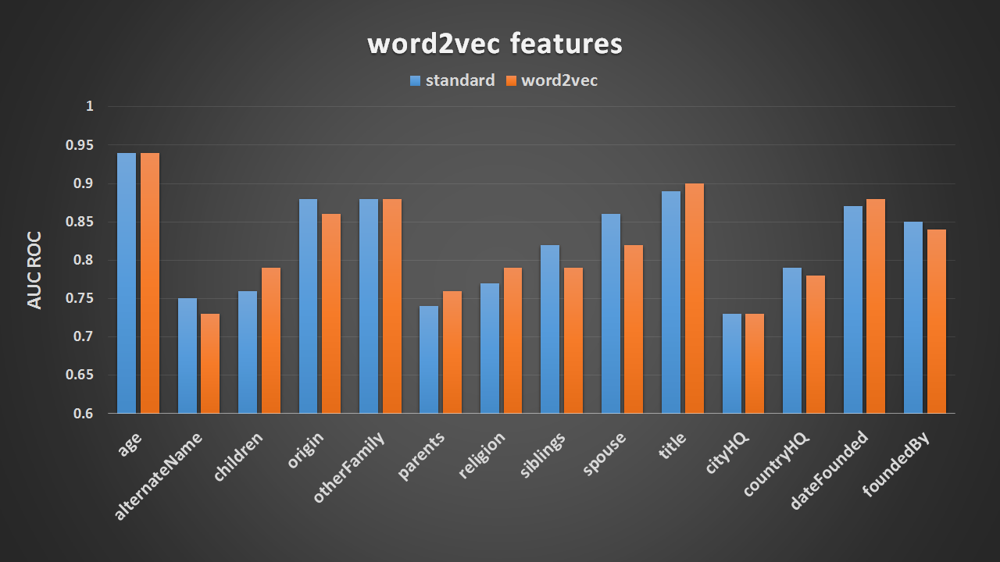 word2vec features
standard word2vec
1
0.95
0.9
0.85
0.8
0.75
0.7
0.65
0.6
AUC ROC
age
alternateName
children
origin
otherFamily
parents
religion
siblings
spouse
title
cityHQ
countryHQ
dateFounded
foundedBy